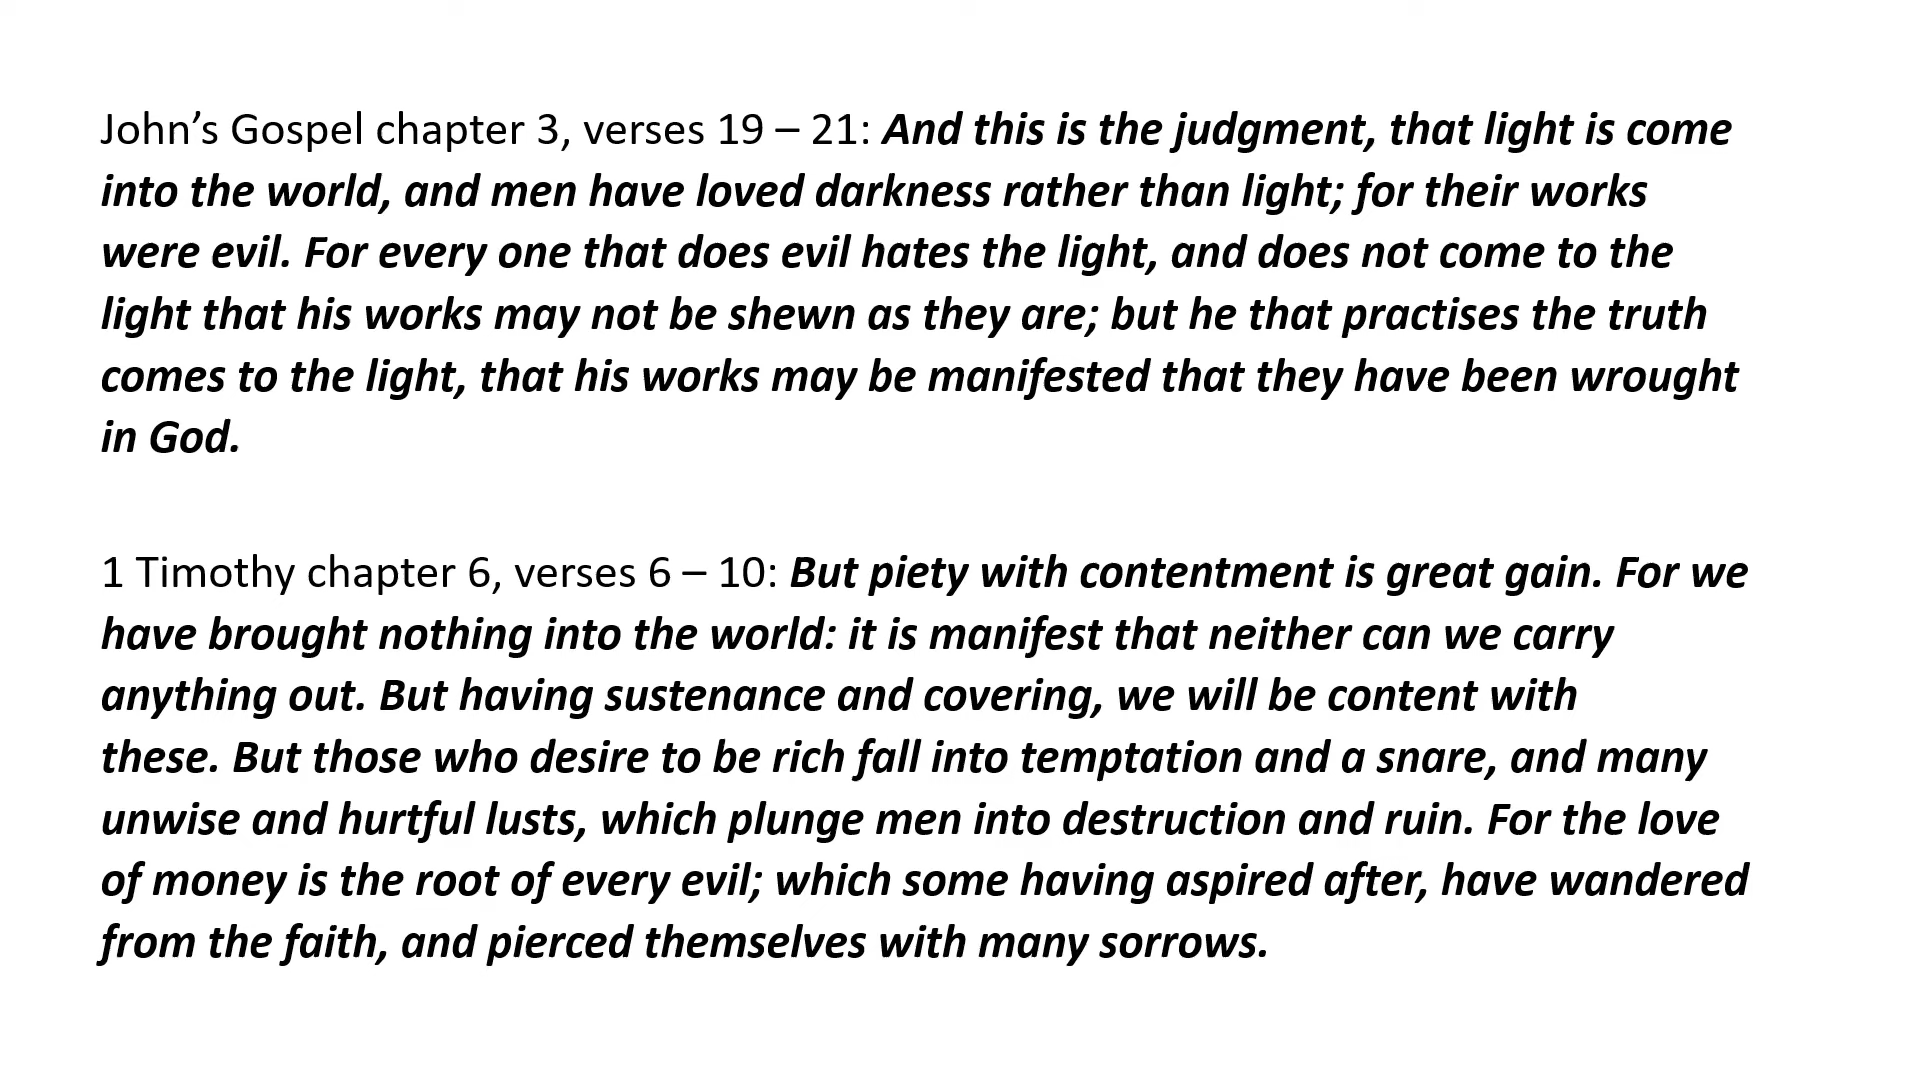 John’s Gospel chapter 3, verses 19 – 21: And this is the judgment, that light is come
into the world, and men have loved darkness rather than light; for their works
were evil. For every one that does evil hates the light, and does not come to the
light that his works may not be shewn as they are; but he that practises the truth
comes to the light, that his works may be manifested that they have been wrought
in God.
1 Timothy chapter 6, verses 6 – 10: But piety with contentment is great gain. For we
have brought nothing into the world: it is manifest that neither can we carry
anything out. But having sustenance and covering, we will be content with
these. But those who desire to be rich fall into temptation and a snare, and many
unwise and hurtful lusts, which plunge men into destruction and ruin. For the love
of money is the root of every evil; which some having aspired after, have wandered
from the faith, and pierced themselves with many sorrows.